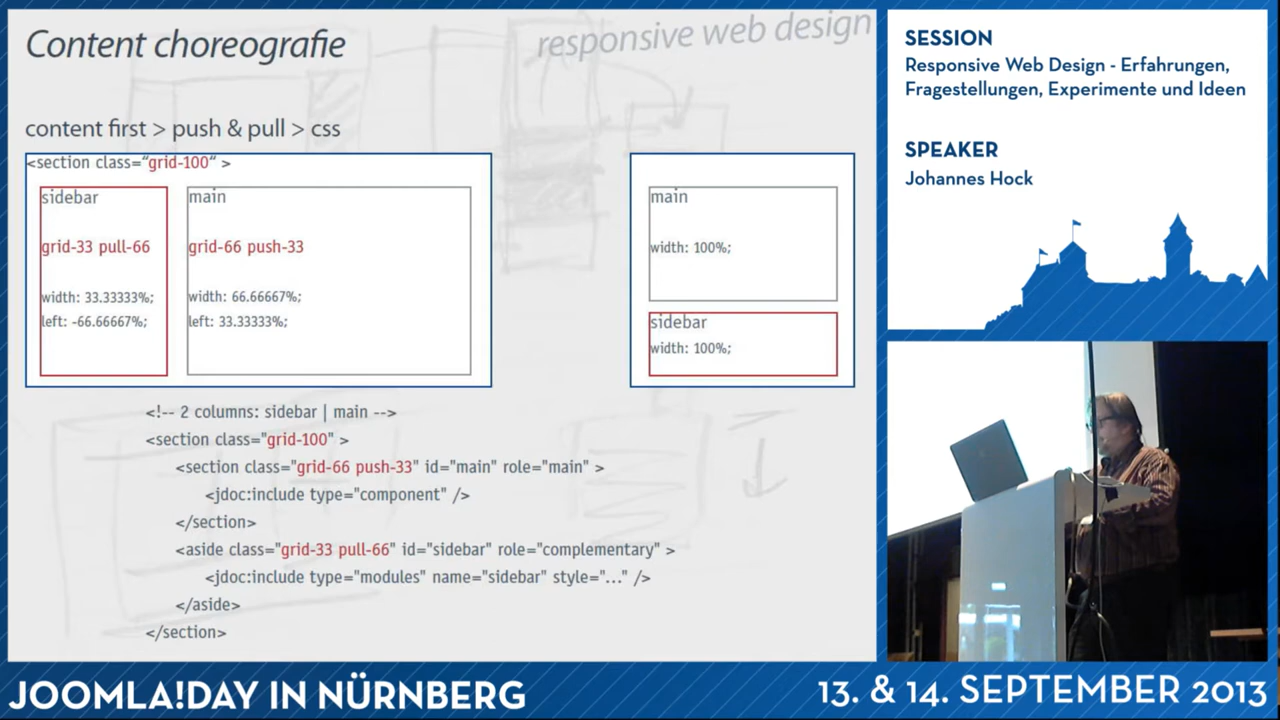 Content choreografie
responsive web design
content first > push & pull > css
<section class="grid-100" >
sidebar
grid-33 pull-66
width: 33.33333%;
left: -66.66667%;
main
grid-66 push-33
width: 66.66667%;
left: 33.33333%;
main
width: 100%;
sidebar
width: 100%;
<!-- 2 columns: sidebar | main -->
<section class="grid-100" >
<section class="grid-66 push-33" id="main" role="main" >
<jdoc:include type="component" />
</section>
<aside class="grid-33 pull-66" id="sidebar" role="complementary" >
<jdoc:include type="modules" name="sidebar" style="..." />
</aside>
</section>
SESSION
Responsive Web Design - Erfahrungen,
Fragestellungen, Experimente und Ideen
SPEAKER
Johannes Hock
JOOMLA!DAY IN NÜRNBERG
13. & 14. SEPTEMBER 2013